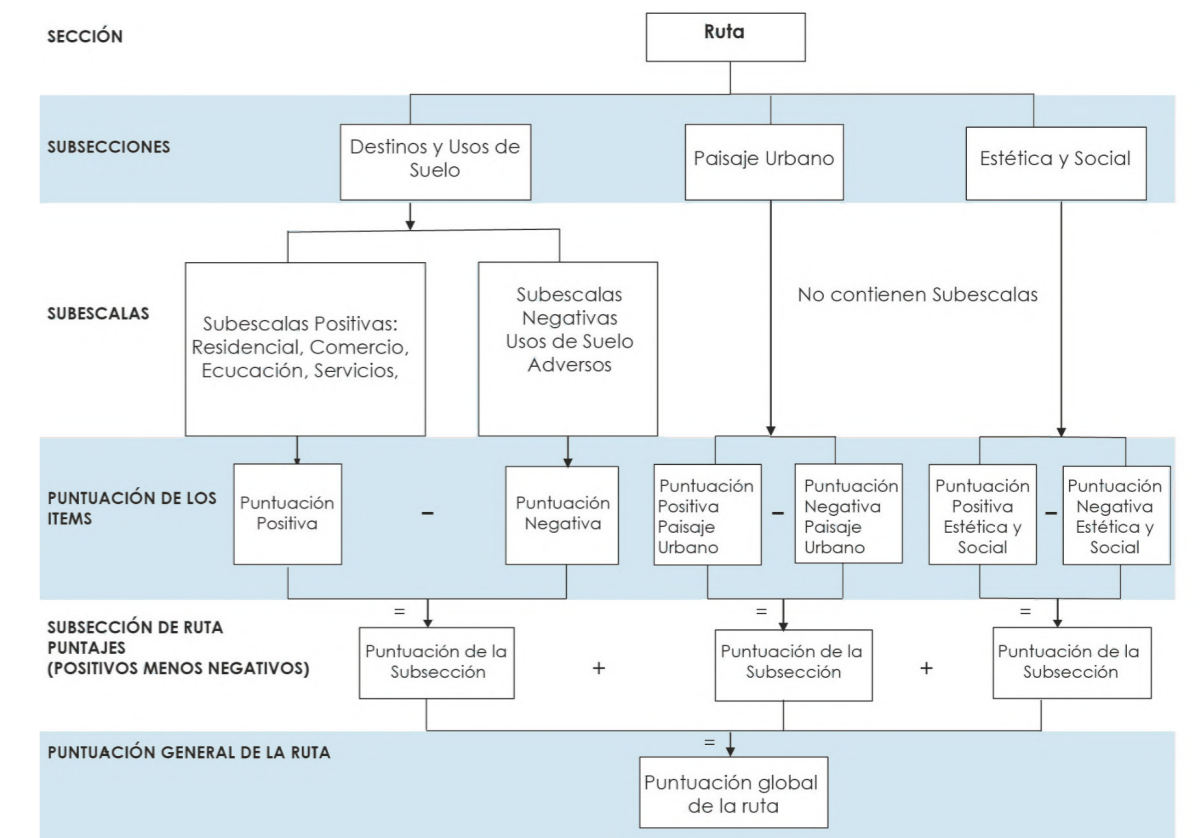 SECCIÓN
Ruta
SUBSECCIONES
Destinos y Usos de
Suelo
Paisaje Urbano
Estética y Social
SUBESCALAS
Subescalas Positivas:
Residencial, Comercio,
Ecucación, Servicios,
Subescalas
Negativas
Usos de Suelo
Adversos
No contienen Subescalas
PUNTUACIÓN DE LOS
ITEMS
Puntuación
Positiva
–
Puntuación
Negativa
Puntuación
Positiva
Paisaje
Urbano
–
Puntuación
Negativa
Paisaje
Urbano
Puntuación
Positiva
Estética y
Social
–
Puntuación
Negativa
Estética y
Social
SUBSECCIÓN DE RUTA
PUNTAJES
(POSITIVOS MENOS NEGATIVOS)
=
Puntuación de la
Subsección
+
=
Puntuación de la
Subsección
+
=
Puntuación de la
Subsección
PUNTUACIÓN GENERAL DE LA RUTA
=
Puntuación global
de la ruta